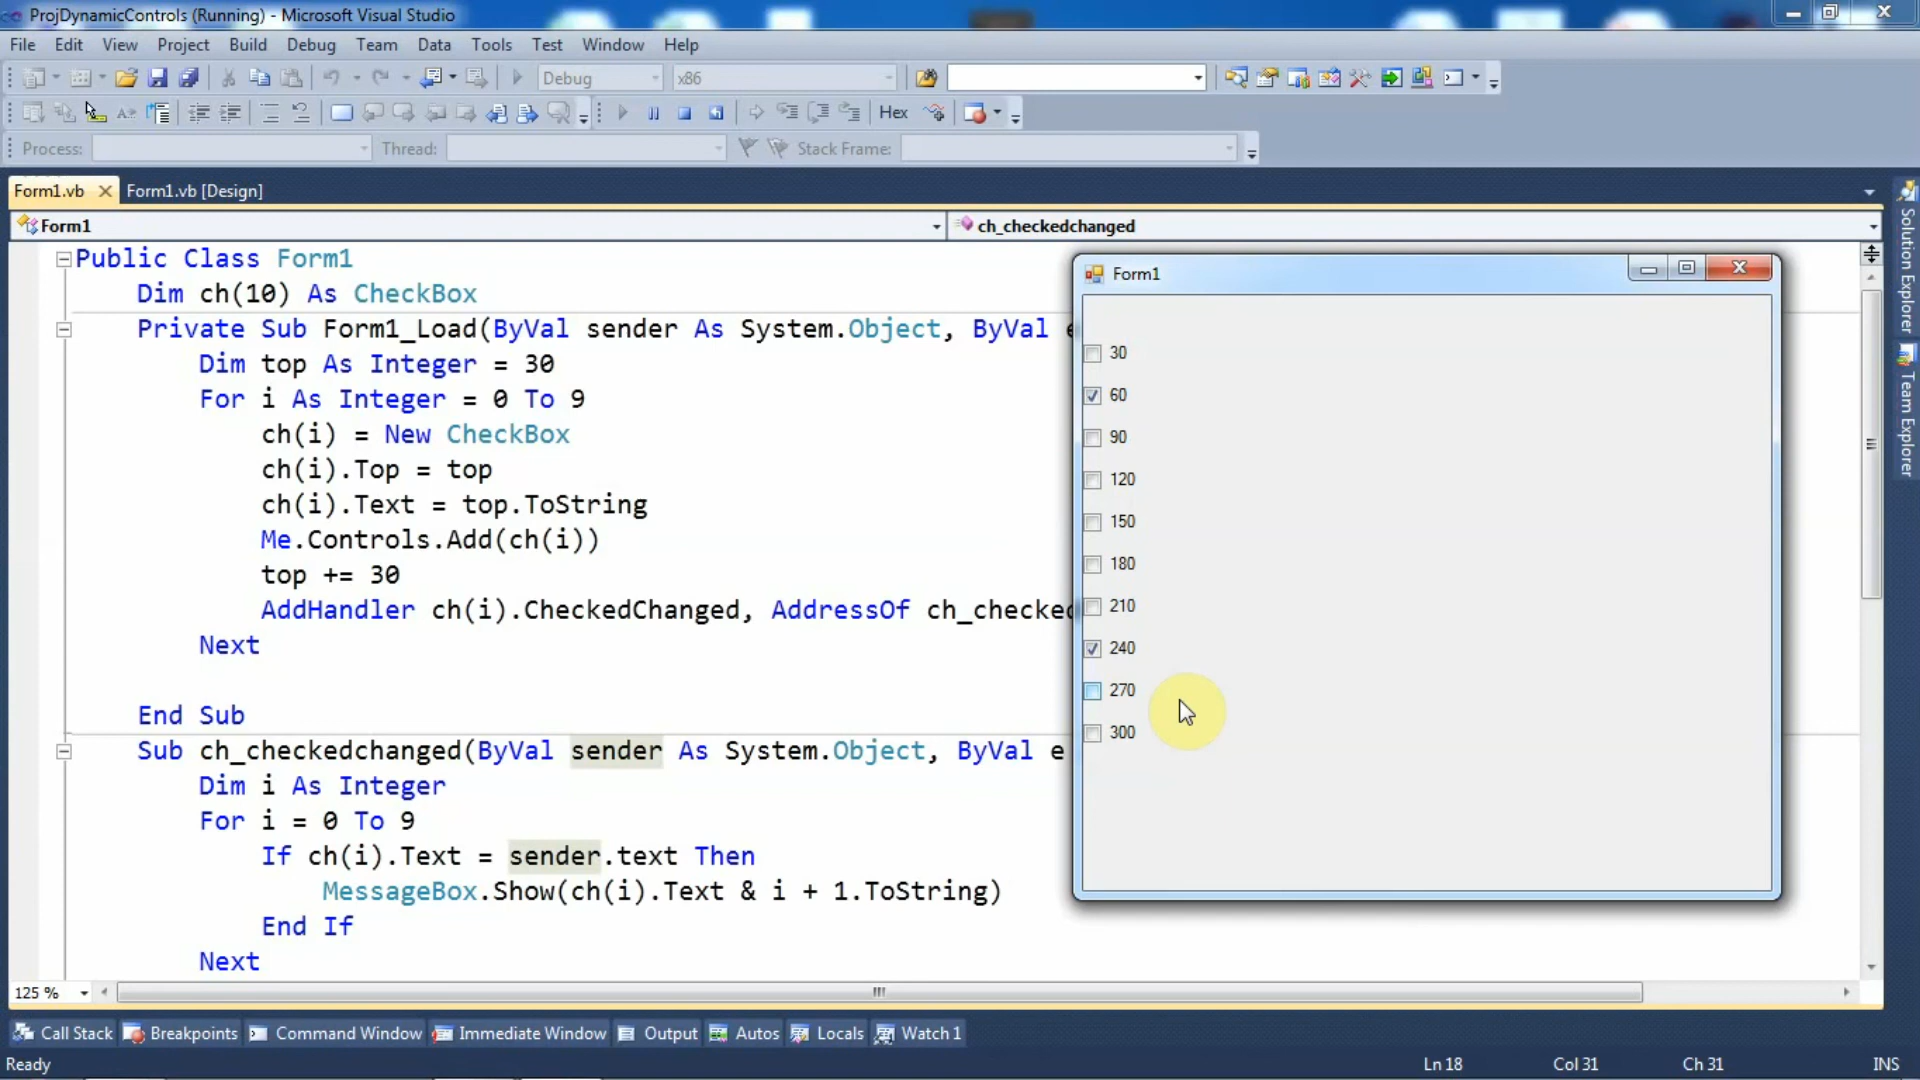 ProjDynamicControls (Running) - Microsoft Visual Studio
File Edit View Project Build Debug Team Data Tools Test Window Help
Debug x86
Hex
Process: Thread: Stack Frame:
Form1.vb Form1.vb [Design]
Form1 ch_checkedchanged
Public Class Form1
Dim ch(10) As CheckBox
Private Sub Form1_Load(ByVal sender As System.Object, ByVal e
Dim top As Integer = 30
For i As Integer = 0 To 9
ch(i) = New CheckBox
ch(i).Top = top
ch(i).Text = top.ToString
Me.Controls.Add(ch(i))
top += 30
AddHandler ch(i).CheckedChanged, AddressOf ch_checked
Next
End Sub
Sub ch_checkedchanged(ByVal sender As System.Object, ByVal e
Dim i As Integer
For i = 0 To 9
If ch(i).Text = sender.text Then
MessageBox.Show(ch(i).Text & i + 1.ToString)
End If
Next
Form1
30
60
90
120
150
180
210
240
270
300
Solution Explorer
Team Explorer
125 %
Call Stack Breakpoints Command Window Immediate Window Output Autos Locals Watch 1
Ready Ln 18 Col 31 Ch 31 INS